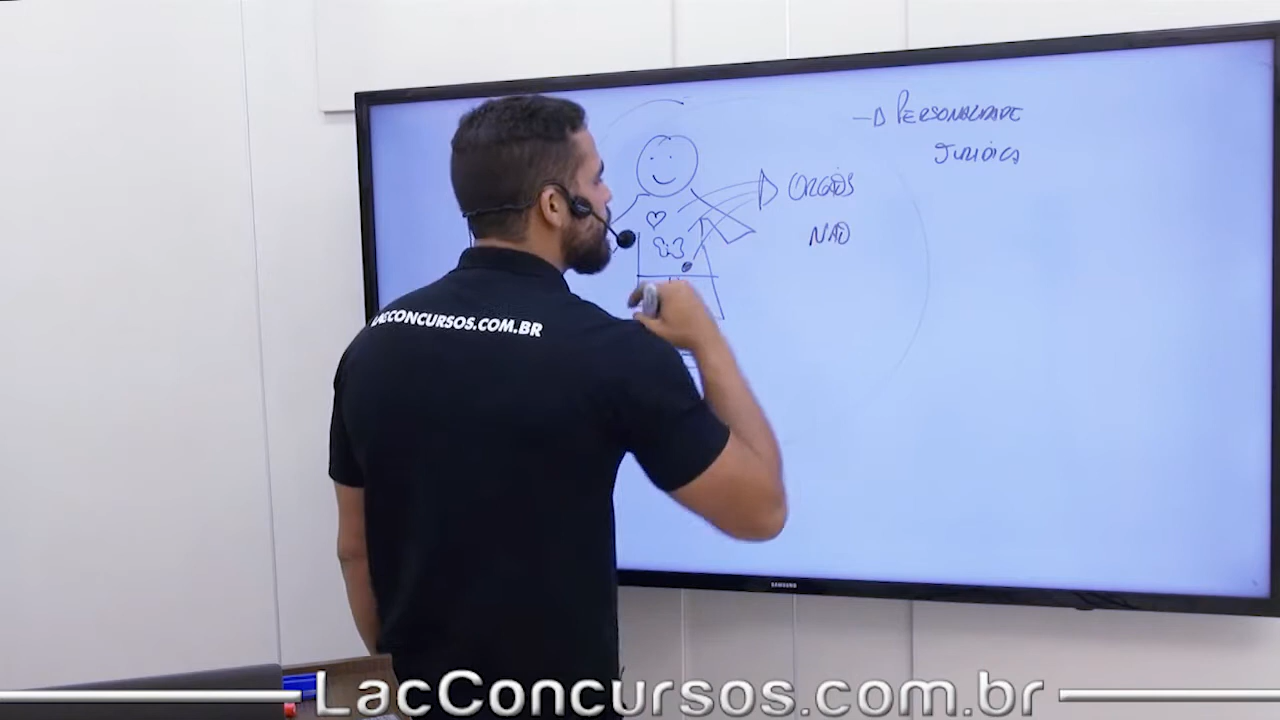 → PERSONALIDADE
JURÍDICA
ÓRGÃOS
NÃO
LACCONCURSOS.COM.BR
SAMSUNG
LacConcursos.com.br